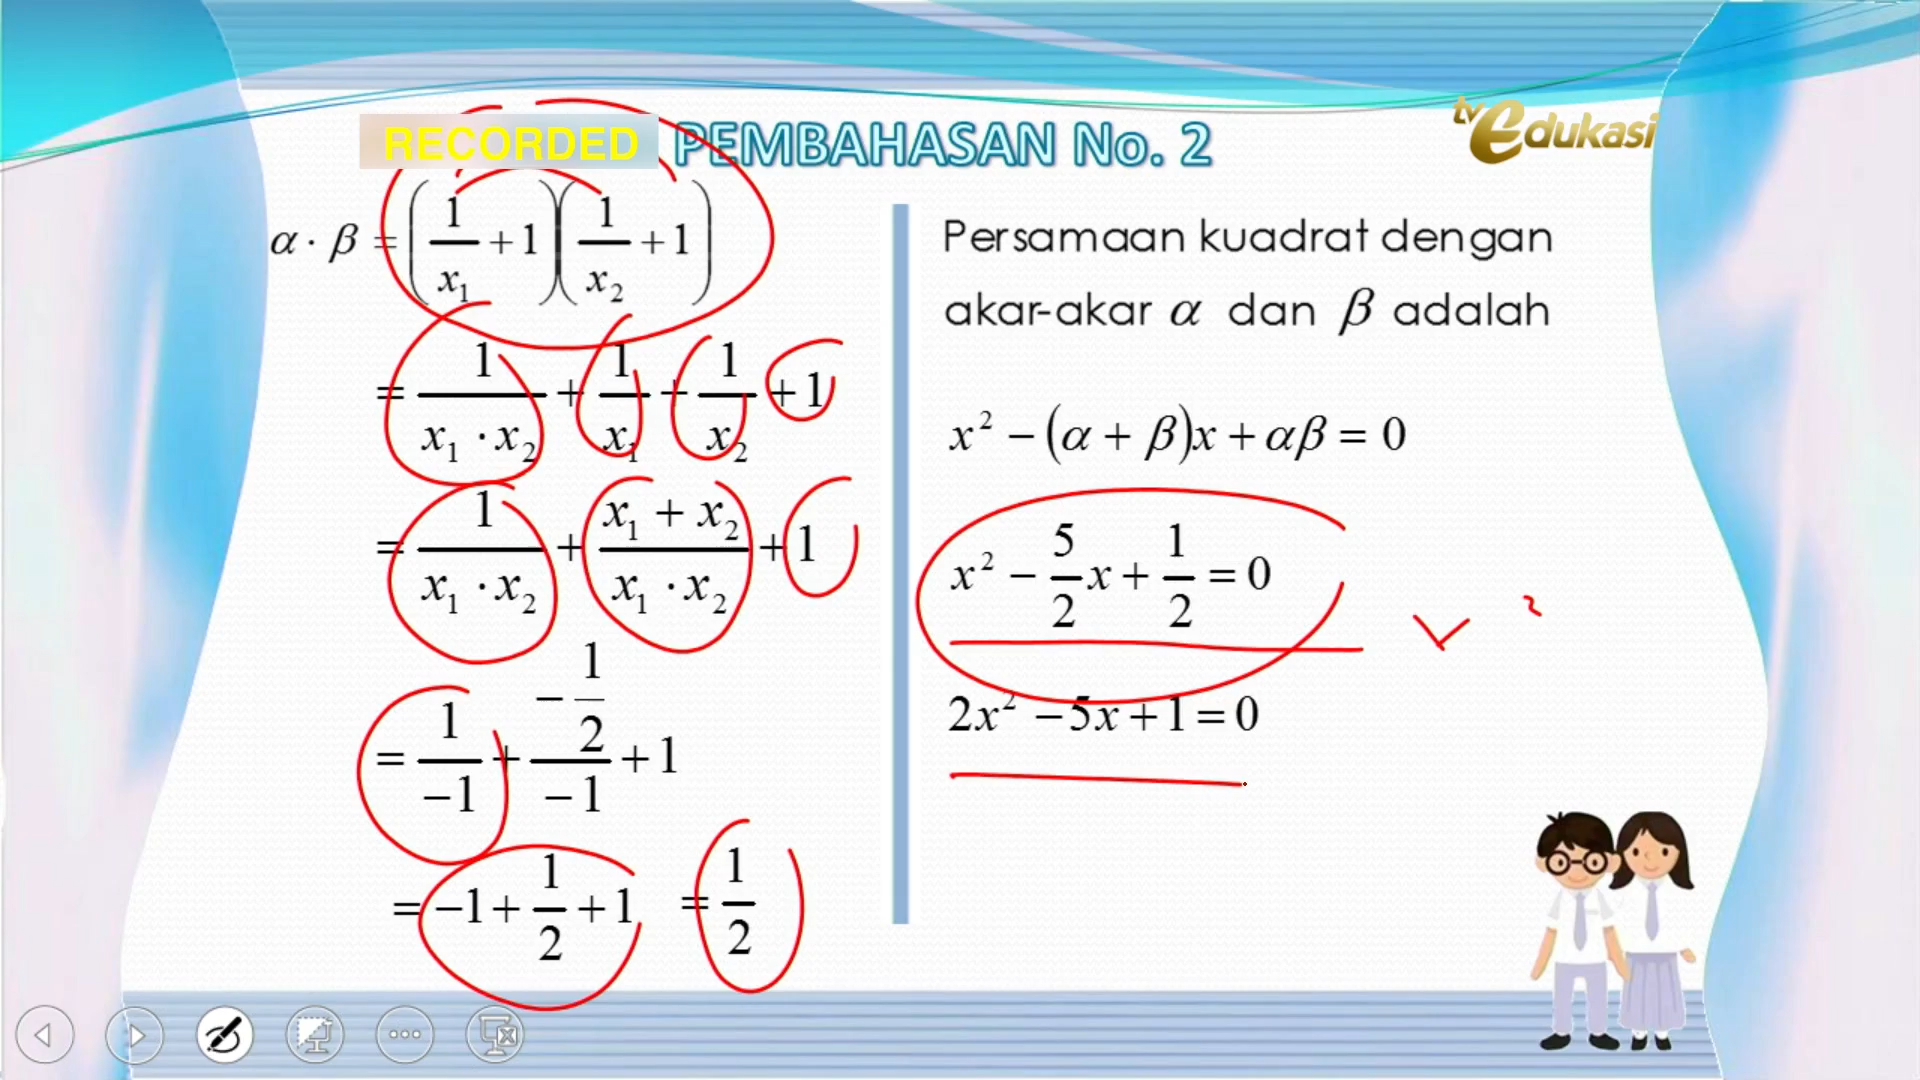 RECORDED PEMBAHASAN No. 2
tv edukasi
α · β = (1/x₁ + 1)(1/x₂ + 1)
= 1/(x₁ · x₂) + 1/x₁ + 1/x₂ + 1
= 1/(x₁ · x₂) + (x₁ + x₂)/(x₁ · x₂) + 1
= 1/−1 + (−1/2)/−1 + 1
= −1 + 1/2 + 1 = 1/2
Persamaan kuadrat dengan
akar-akar α dan β adalah
x² − (α + β)x + αβ = 0
x² − 5/2 x + 1/2 = 0
2x² − 5x + 1 = 0